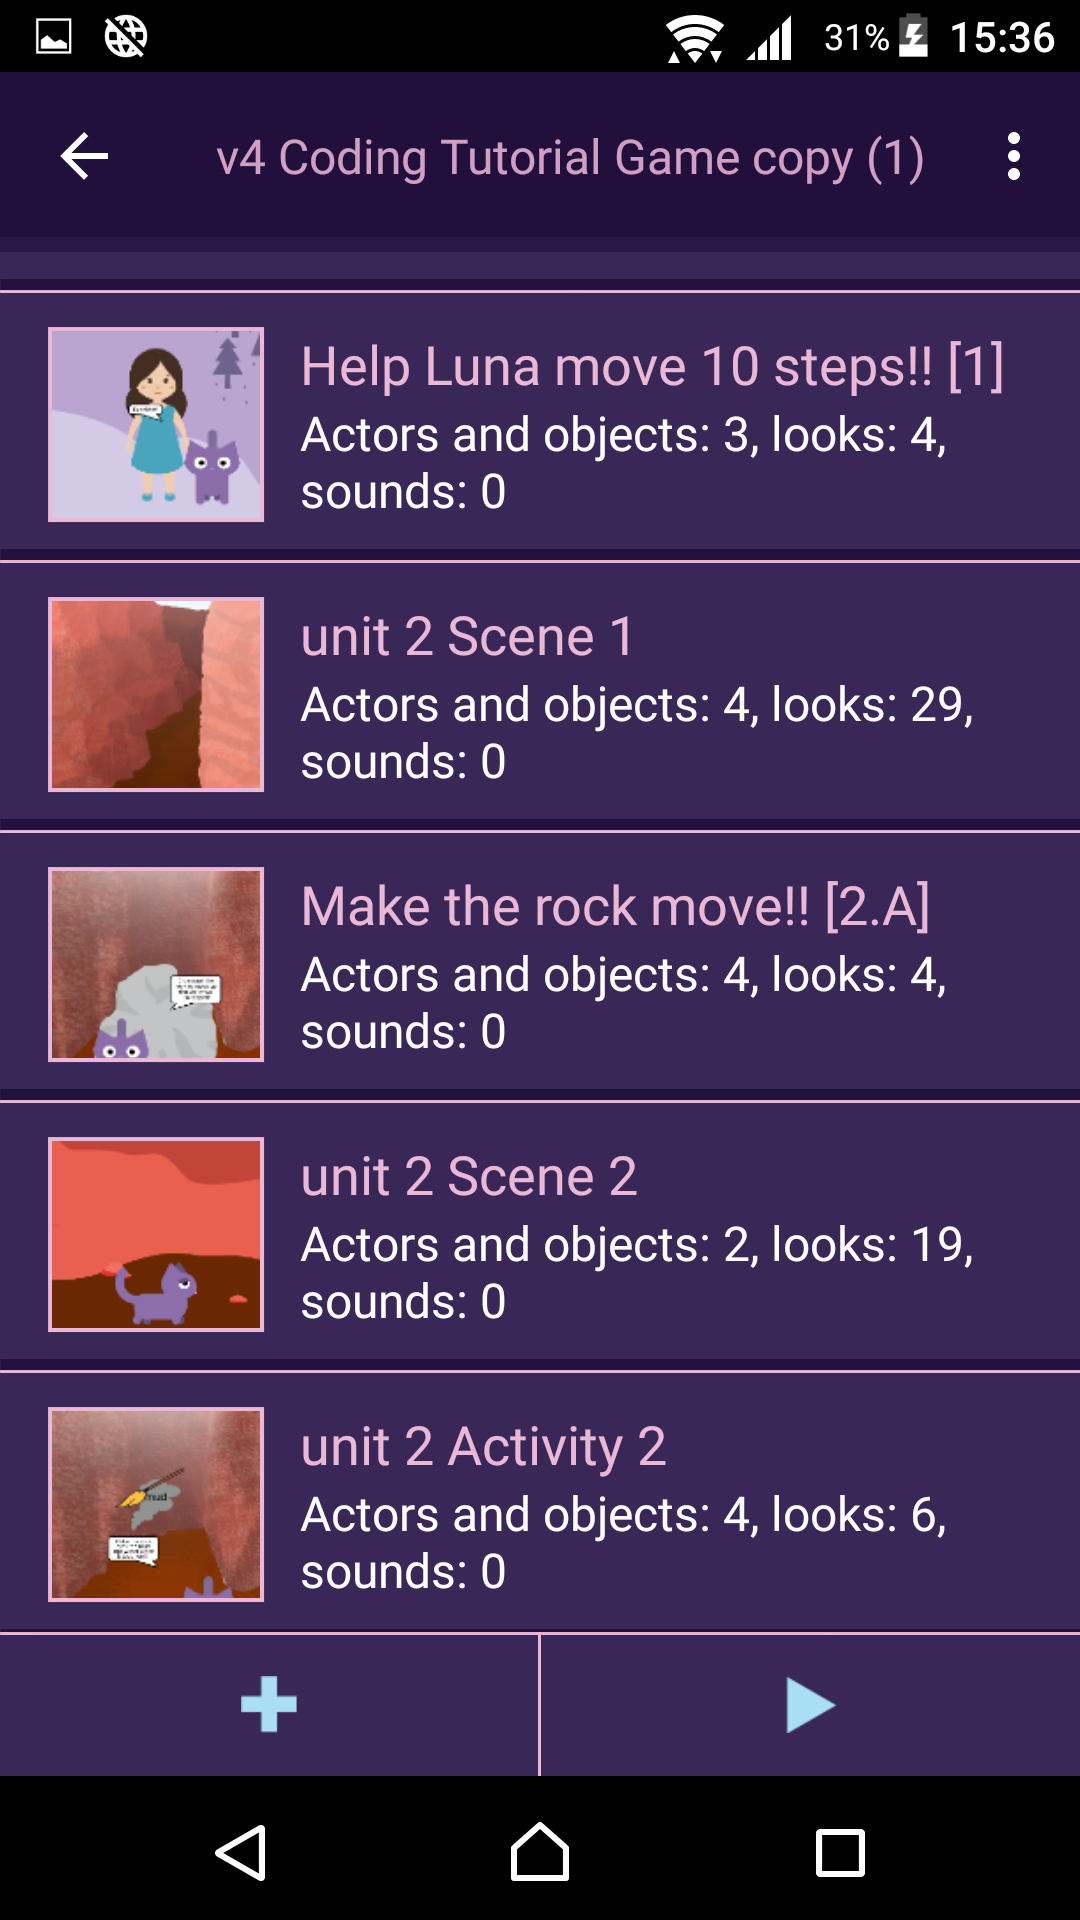 31% 15:36
v4 Coding Tutorial Game copy (1)
Help Luna move 10 steps!! [1]
Actors and objects: 3, looks: 4,
sounds: 0
unit 2 Scene 1
Actors and objects: 4, looks: 29,
sounds: 0
Make the rock move!! [2.A]
Actors and objects: 4, looks: 4,
sounds: 0
unit 2 Scene 2
Actors and objects: 2, looks: 19,
sounds: 0
unit 2 Activity 2
Actors and objects: 4, looks: 6,
sounds: 0